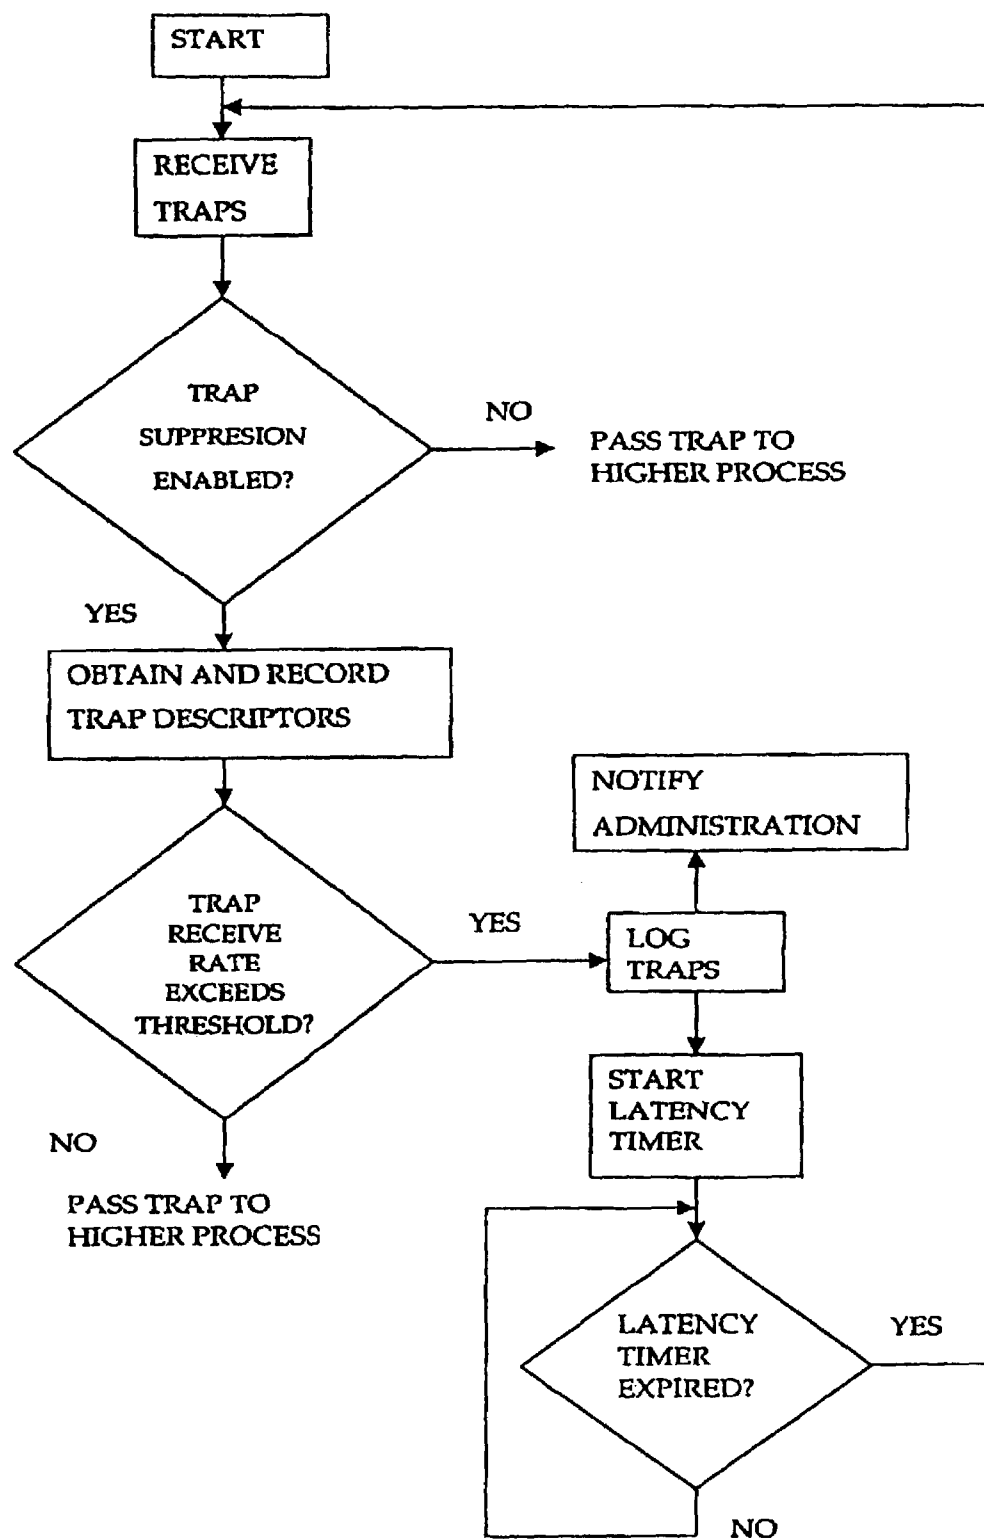 START
RECEIVE
TRAPS
TRAP
SUPPRESION
ENABLED?
NO
PASS TRAP TO
HIGHER PROCESS
YES
OBTAIN AND RECORD
TRAP DESCRIPTORS
NOTIFY
ADMINISTRATION
TRAP
RECEIVE
RATE
EXCEEDS
THRESHOLD?
YES
LOG
TRAPS
START
LATENCY
TIMER
NO
PASS TRAP TO
HIGHER PROCESS
LATENCY
TIMER
EXPIRED?
YES
NO